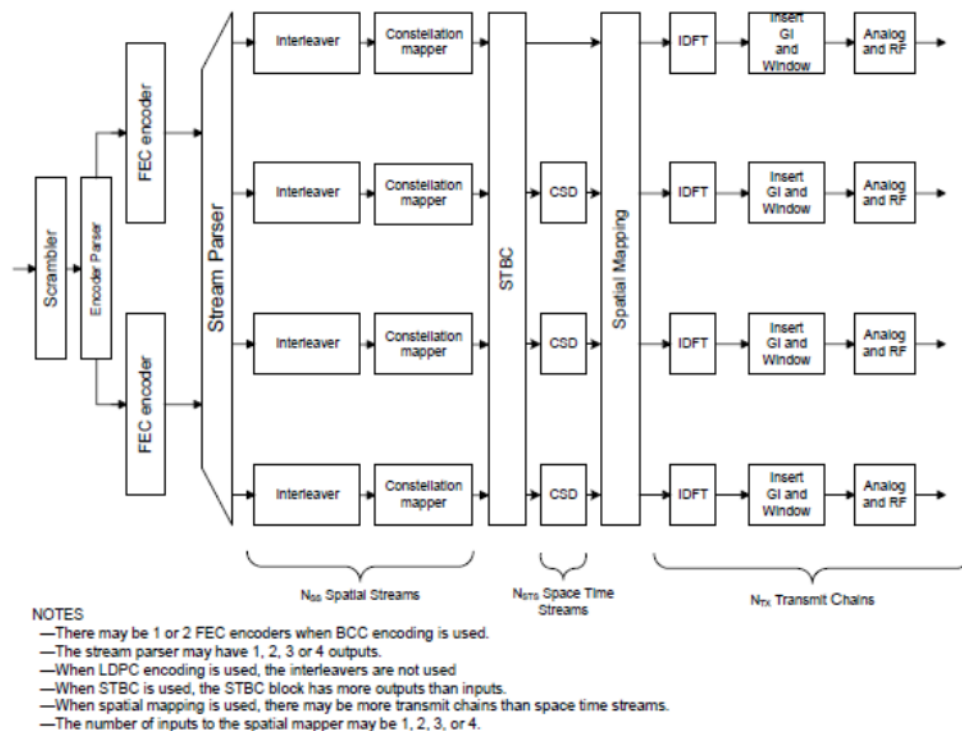 Interleaver
Constellation
mapper
IDFT
Insert
GI
and
Window
Analog
and RF
FEC encoder
Interleaver
Constellation
mapper
CSD
IDFT
Insert
GI and
Window
Analog
and RF
Scrambler
Encoder Parser
Stream Parser
STBC
Spatial Mapping
Interleaver
Constellation
mapper
CSD
IDFT
Insert
GI and
Window
Analog
and RF
FEC encoder
Interleaver
Constellation
mapper
CSD
IDFT
Insert
GI and
Window
Analog
and RF
NSS Spatial Streams
NSTS Space Time
Streams
NTX Transmit Chains
NOTES
—There may be 1 or 2 FEC encoders when BCC encoding is used.
—The stream parser may have 1, 2, 3 or 4 outputs.
—When LDPC encoding is used, the interleavers are not used
—When STBC is used, the STBC block has more outputs than inputs.
—When spatial mapping is used, there may be more transmit chains than space time streams.
—The number of inputs to the spatial mapper may be 1, 2, 3, or 4.